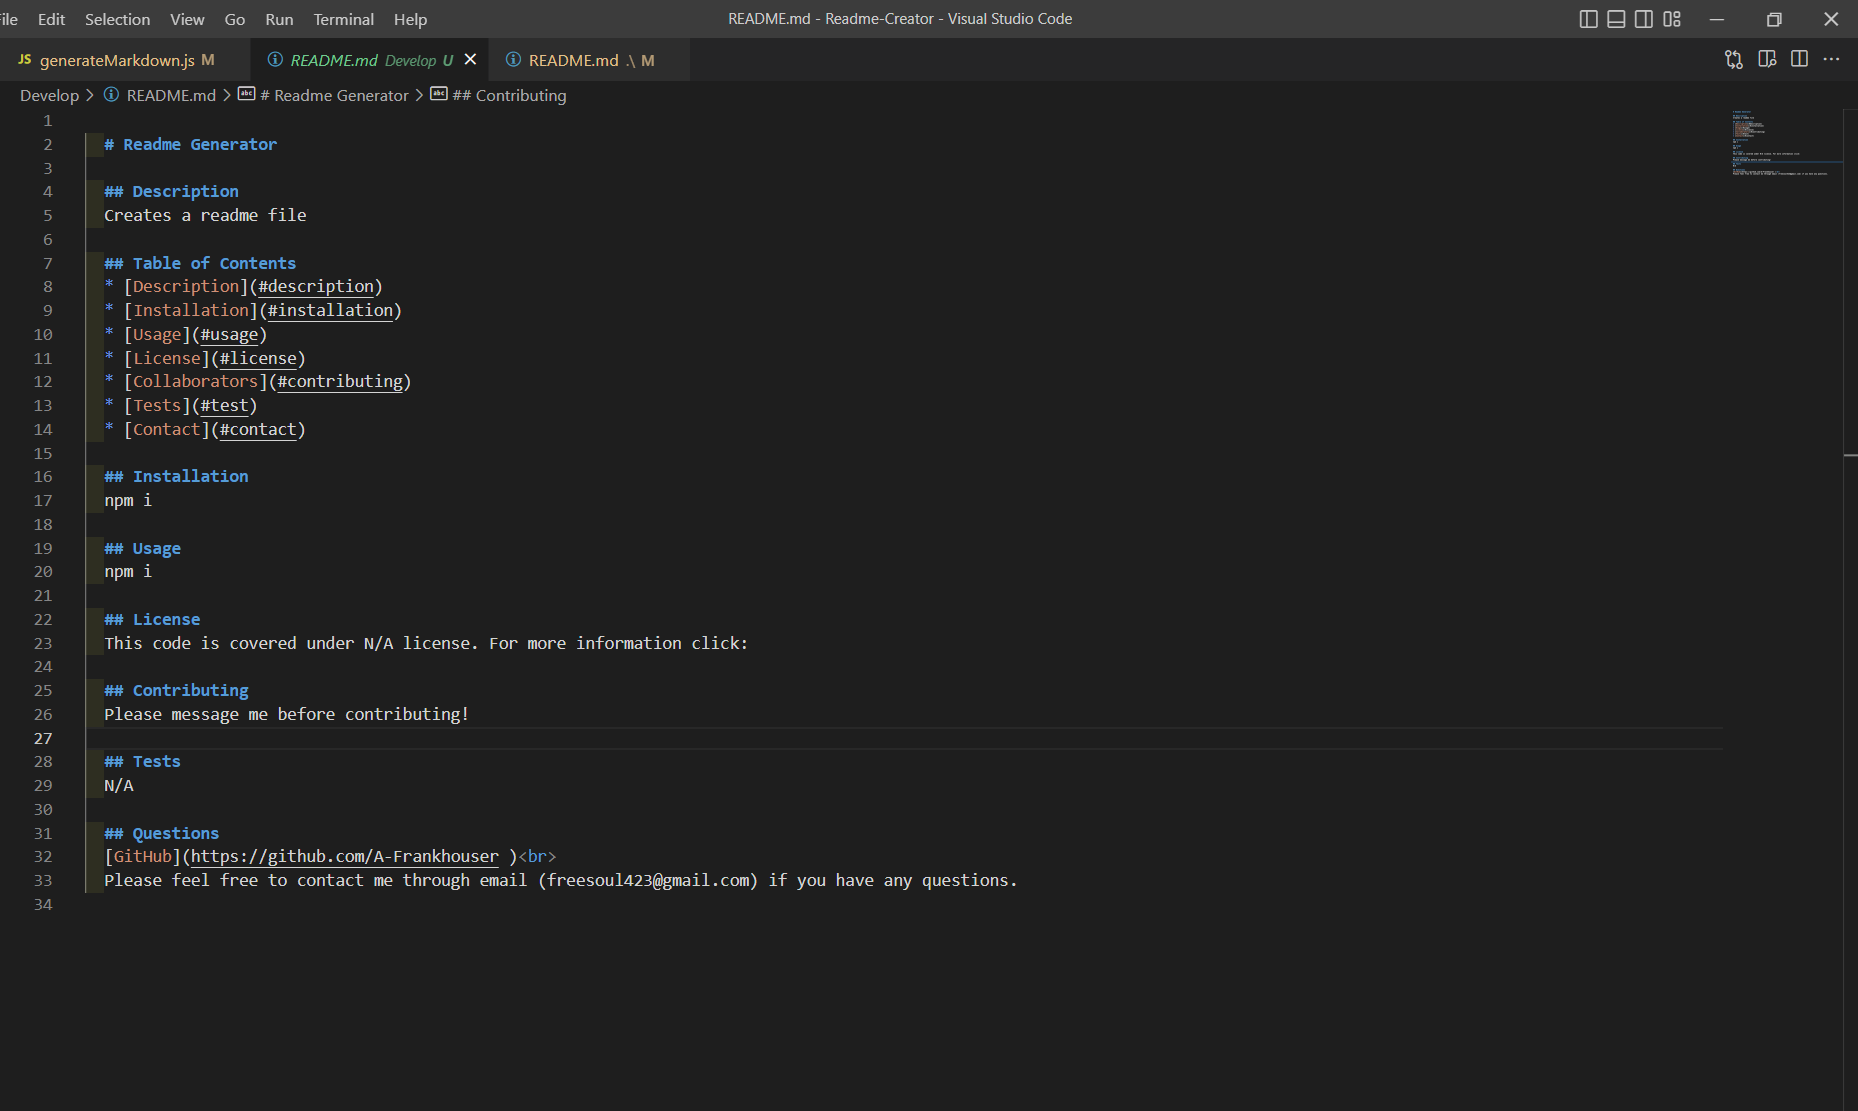 File Edit Selection View Go Run Terminal Help README.md - Readme-Creator - Visual Studio Code
JS generateMarkdown.js M README.md Develop U README.md .\ M
Develop > README.md > # Readme Generator > ## Contributing
1
2 # Readme Generator
3
4 ## Description
5 Creates a readme file
6
7 ## Table of Contents
8 * [Description](#description)
9 * [Installation](#installation)
10 * [Usage](#usage)
11 * [License](#license)
12 * [Collaborators](#contributing)
13 * [Tests](#test)
14 * [Contact](#contact)
15
16 ## Installation
17 npm i
18
19 ## Usage
20 npm i
21
22 ## License
23 This code is covered under N/A license. For more information click:
24
25 ## Contributing
26 Please message me before contributing!
27
28 ## Tests
29 N/A
30
31 ## Questions
32 [GitHub](https://github.com/A-Frankhouser )<br>
33 Please feel free to contact me through email (freesoul423@gmail.com) if you have any questions.
34